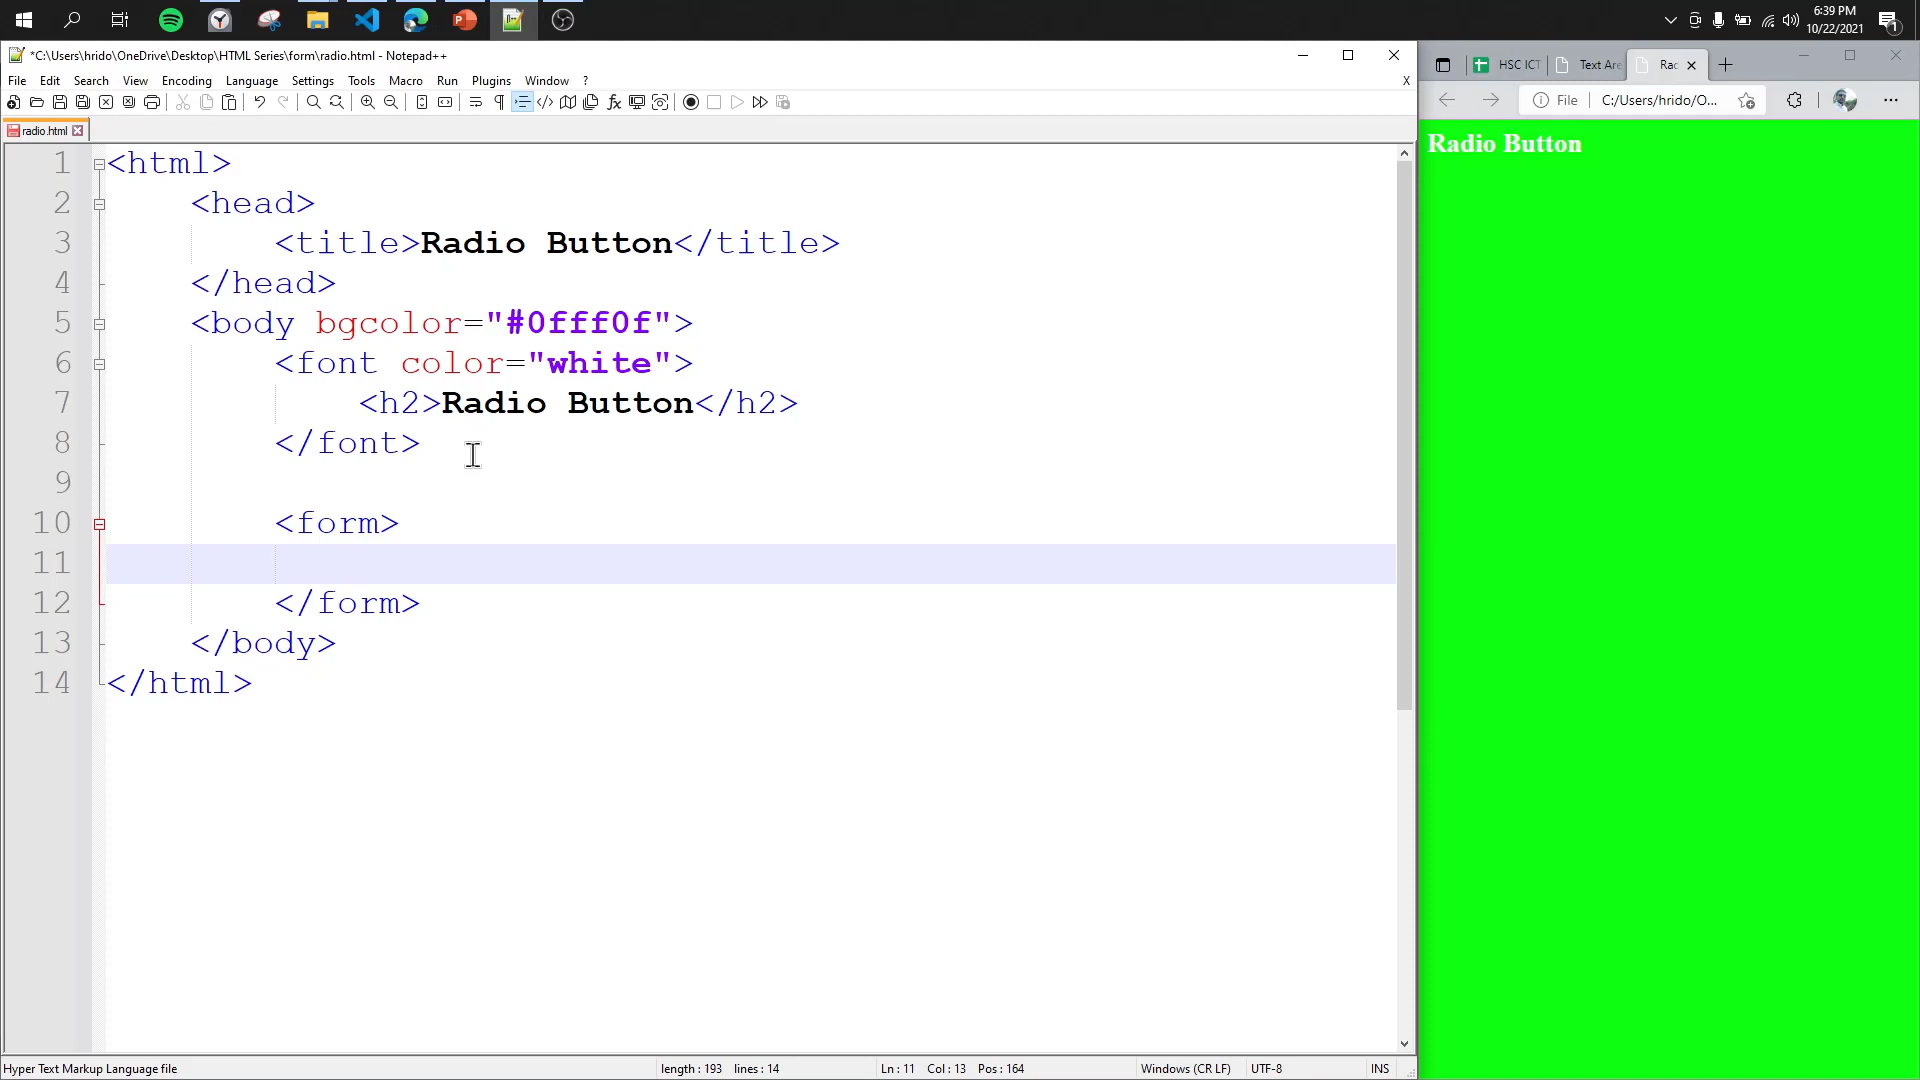 6:39 PM
10/22/2021
1
*C:\Users\hrido\OneDrive\Desktop\HTML Series\form\radio.html - Notepad++
File Edit Search View Encoding Language Settings Tools Macro Run Plugins Window ? X
radio.html
1 <html>
2 <head>
3 <title>Radio Button</title>
4 </head>
5 <body bgcolor="#0fff0f">
6 <font color="white">
7 <h2>Radio Button</h2>
8 </font>
9
10 <form>
11
12 </form>
13 </body>
14 </html>
Hyper Text Markup Language file length : 193 lines : 14 Ln : 11 Col : 13 Pos : 164 Windows (CR LF) UTF-8 INS
HSC ICT Text Are Rac
File C:/Users/hrido/O...
Radio Button